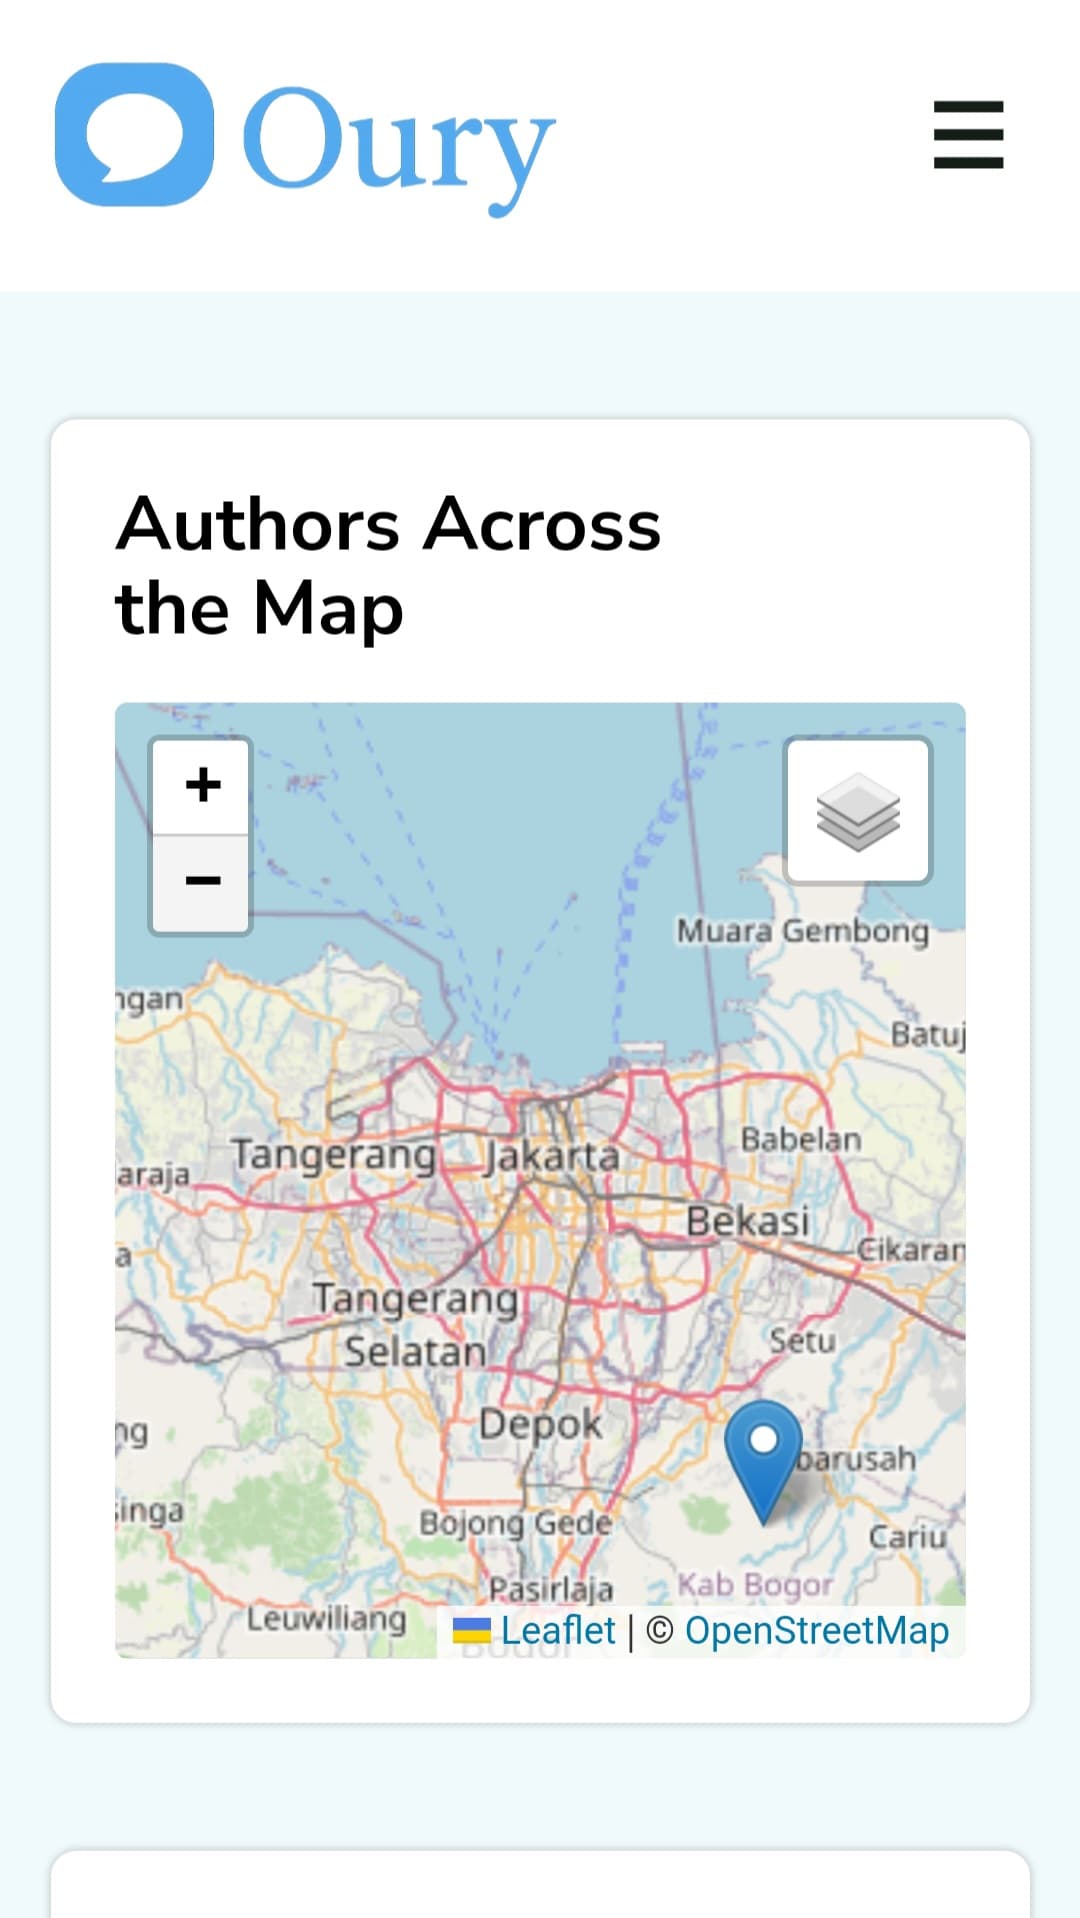 Oury
Authors Across
the Map
+
−
Muara Gembong
ngan
Batuj
Babelan
Tangerang
Jakarta
araja
Bekasi
a
Cikaran
Tangerang
Selatan
Setu
Depok
ng
barusah
inga
Bojong Gede
Cariu
Pasirlaja
Kab Bogor
Leuwiliang
Leaflet | © OpenStreetMap